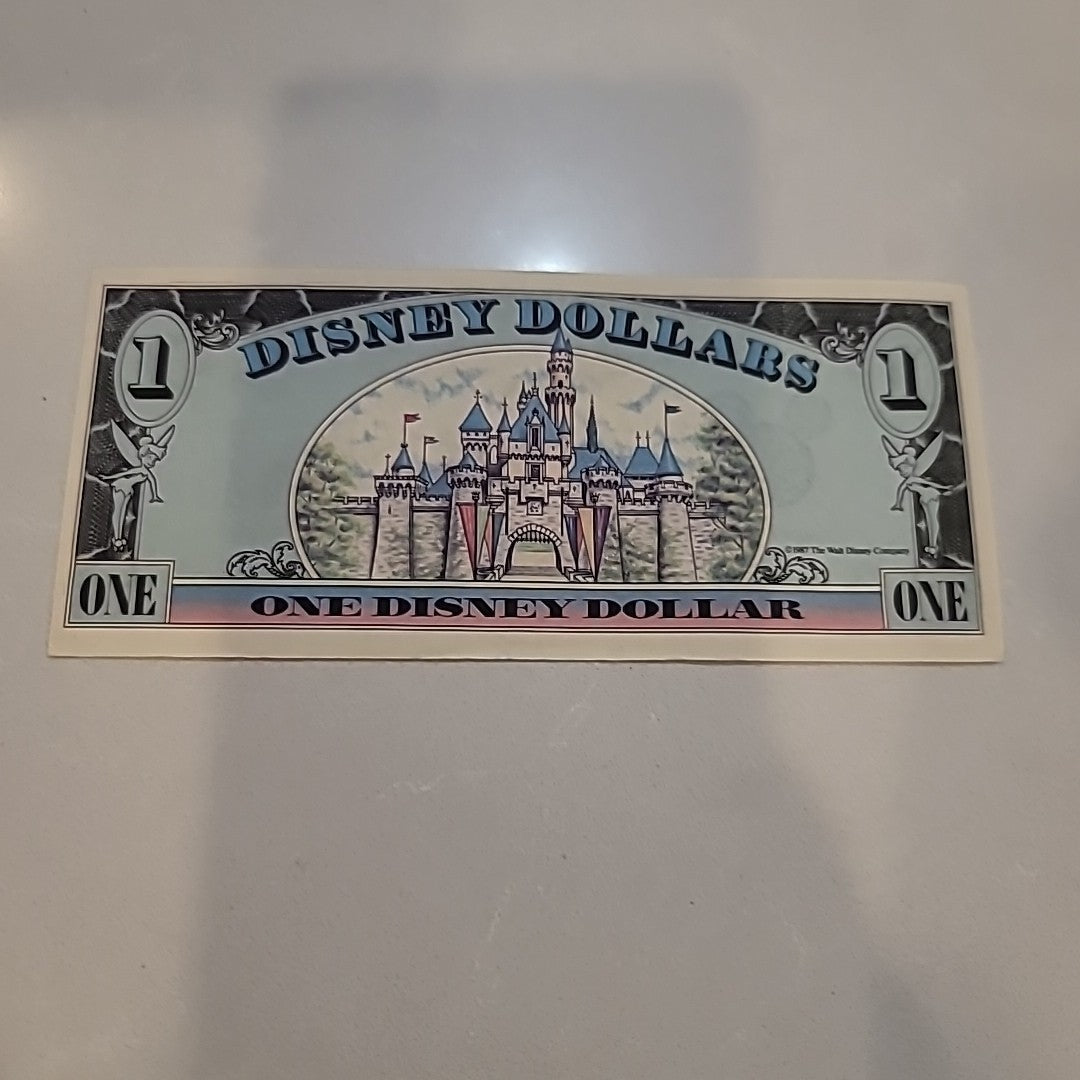 DISNEY DOLLARS
1
1
©1987 The Walt Disney Company
ONE
ONE DISNEY DOLLAR
ONE